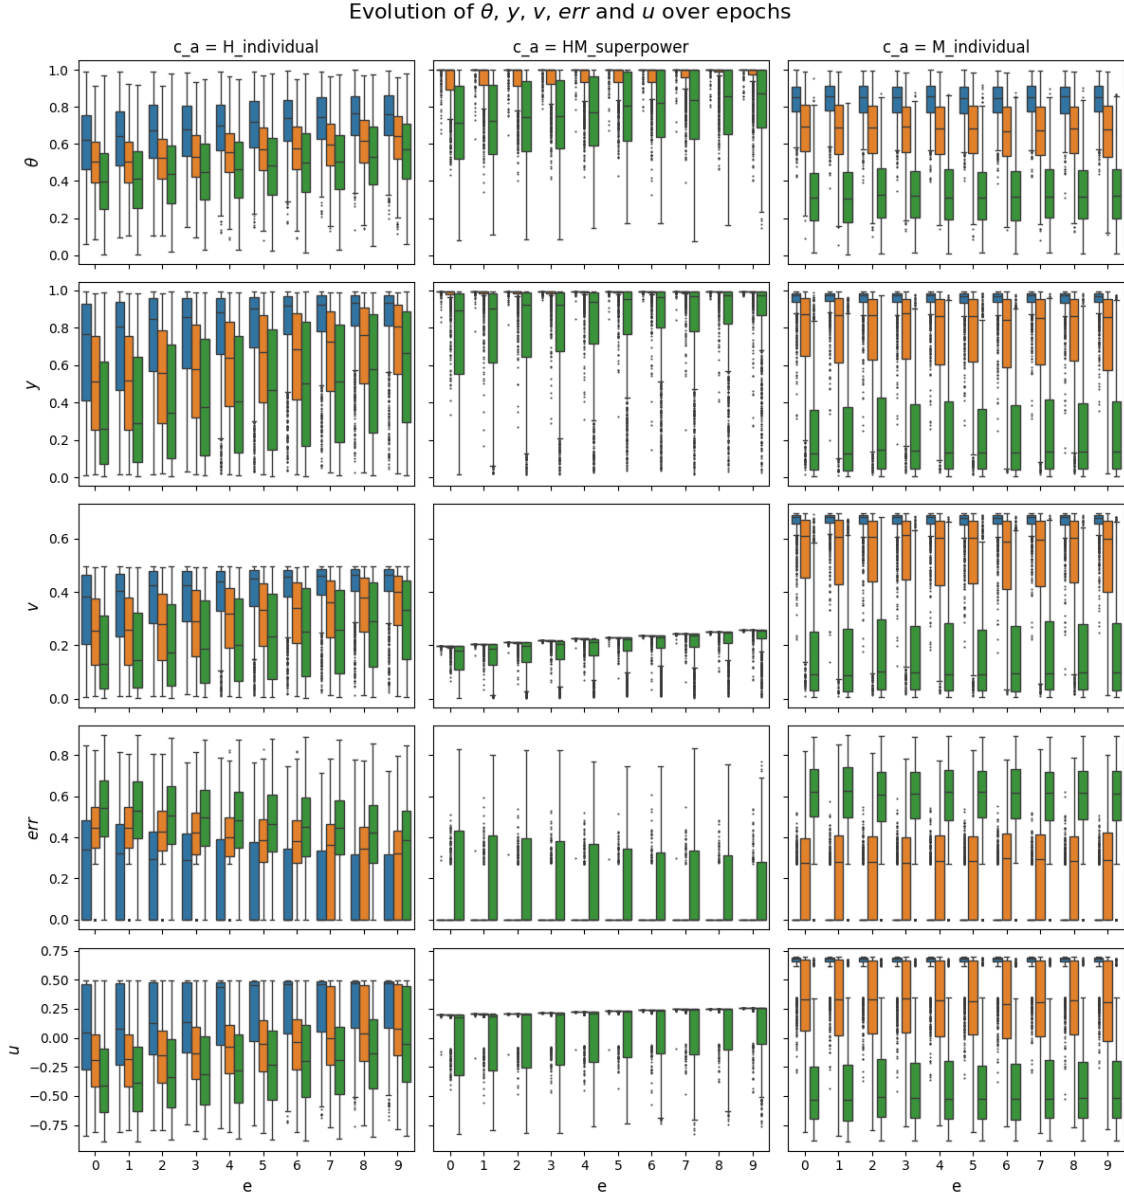 Evolution of θ, y, v, err and u over epochs
c_a = H_individual
c_a = HM_superpower
c_a = M_individual
1.0
0.8
0.6
0.4
0.2
0.0
θ
1.0
0.8
0.6
0.4
0.2
0.0
y
0.6
0.4
0.2
0.0
v
0.8
0.6
0.4
0.2
0.0
err
0.75
0.50
0.25
0.00
−0.25
−0.50
−0.75
u
0 1 2 3 4 5 6 7 8 9
0 1 2 3 4 5 6 7 8 9
0 1 2 3 4 5 6 7 8 9
e
e
e